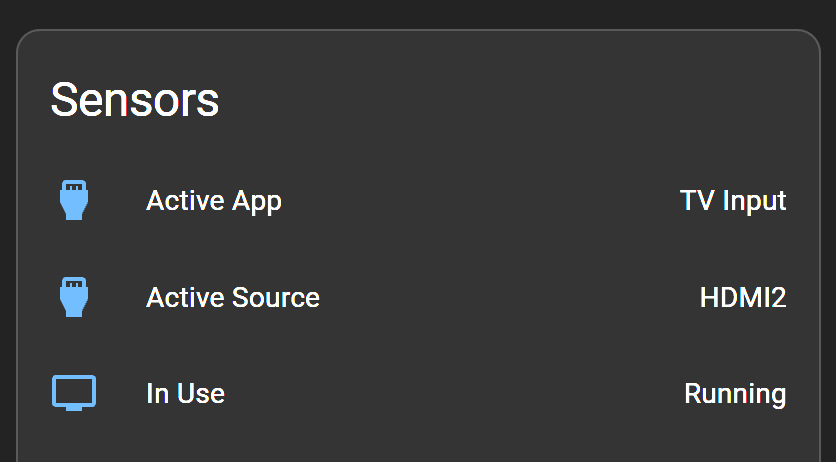 Sensors
Active App TV Input
Active Source HDMI2
In Use Running